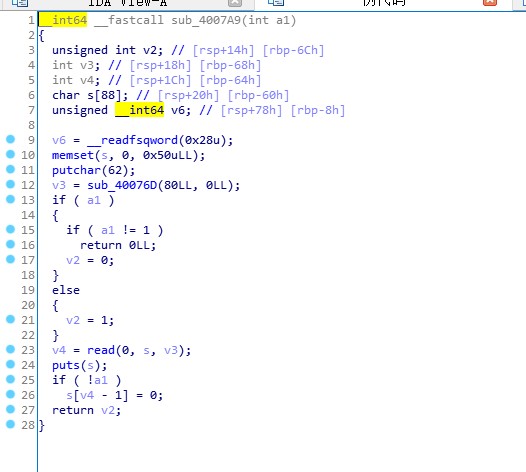 IDA View-A
1 __int64 __fastcall sub_4007A9(int a1)
2 {
3 unsigned int v2; // [rsp+14h] [rbp-6Ch]
4 int v3; // [rsp+18h] [rbp-68h]
5 int v4; // [rsp+1Ch] [rbp-64h]
6 char s[88]; // [rsp+20h] [rbp-60h]
7 unsigned __int64 v6; // [rsp+78h] [rbp-8h]
8
9 v6 = __readfsqword(0x28u);
10 memset(s, 0, 0x50uLL);
11 putchar(62);
12 v3 = sub_40076D(80LL, 0LL);
13 if ( a1 )
14 {
15 if ( a1 != 1 )
16 return 0LL;
17 v2 = 0;
18 }
19 else
20 {
21 v2 = 1;
22 }
23 v4 = read(0, s, v3);
24 puts(s);
25 if ( !a1 )
26 s[v4 - 1] = 0;
27 return v2;
28 }